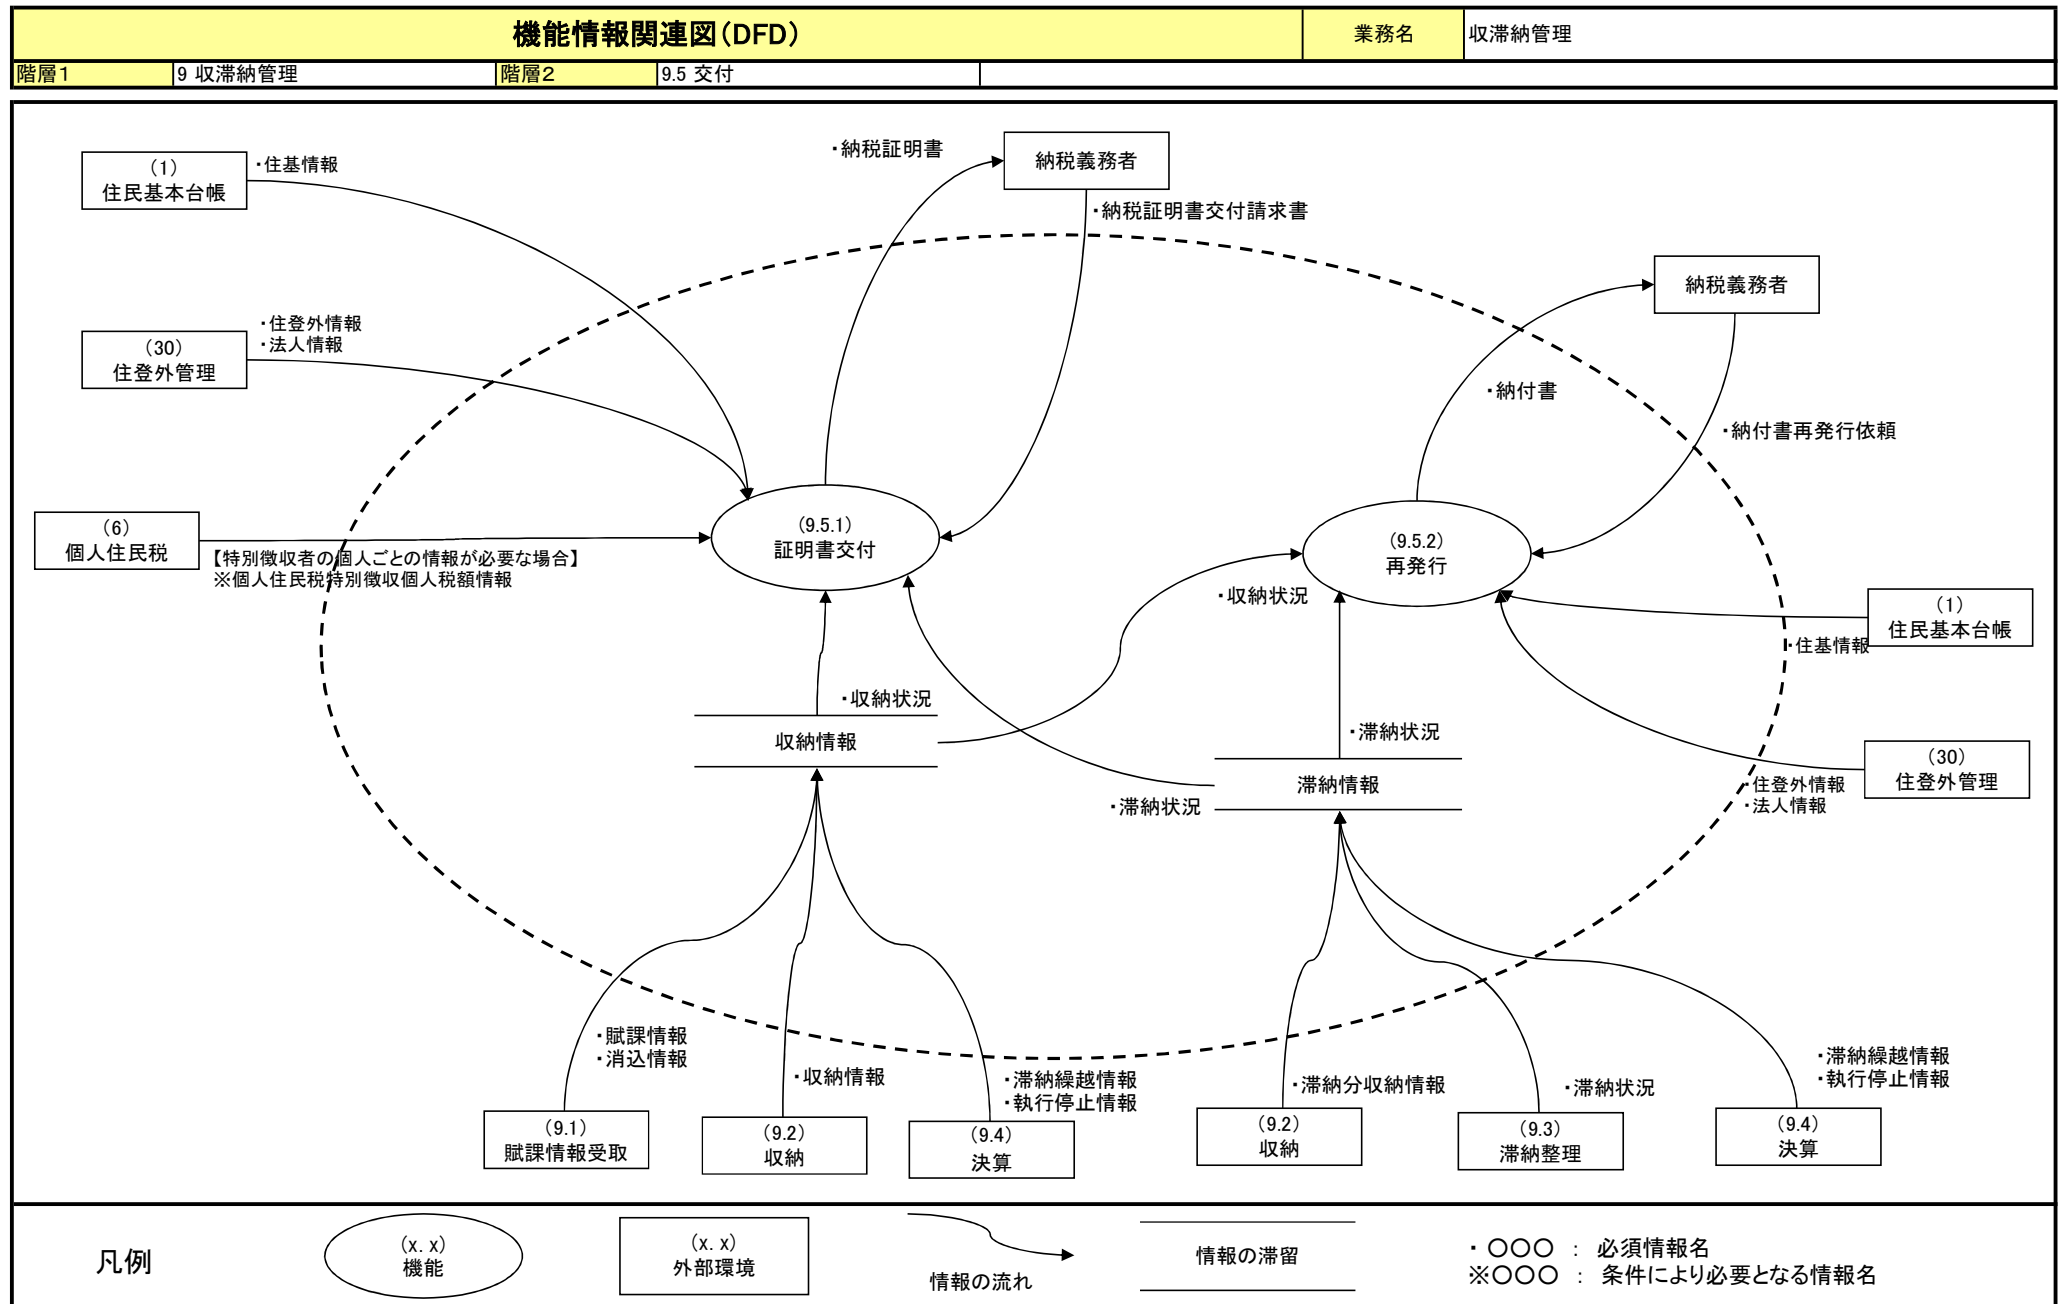 機能情報関連図(DFD)
業務名
収滞納管理
階層1
9 収滞納管理
階層2
9.5 交付
(1)
住民基本台帳
・住基情報
・納税証明書
納税義務者
・納税証明書交付請求書
納税義務者
(30)
住登外管理
・住登外情報
・法人情報
・納付書
・納付書再発行依頼
(6)
個人住民税
【特別徴収者の個人ごとの情報が必要な場合】
※個人住民税特別徴収個人税額情報
(9.5.1)
証明書交付
(9.5.2)
再発行
・収納状況
(1)
住民基本台帳
・住基情報
・収納状況
収納情報
・滞納状況
滞納情報
・滞納状況
(30)
住登外管理
・住登外情報
・法人情報
・賦課情報
・消込情報
・収納情報
・滞納繰越情報
・執行停止情報
・滞納分収納情報
・滞納状況
・滞納繰越情報
・執行停止情報
(9.1)
賦課情報受取
(9.2)
収納
(9.4)
決算
(9.2)
収納
(9.3)
滞納整理
(9.4)
決算
凡例
(x.x)
機能
(x.x)
外部環境
情報の流れ
情報の滞留
・〇〇〇 : 必須情報名
※〇〇〇 : 条件により必要となる情報名